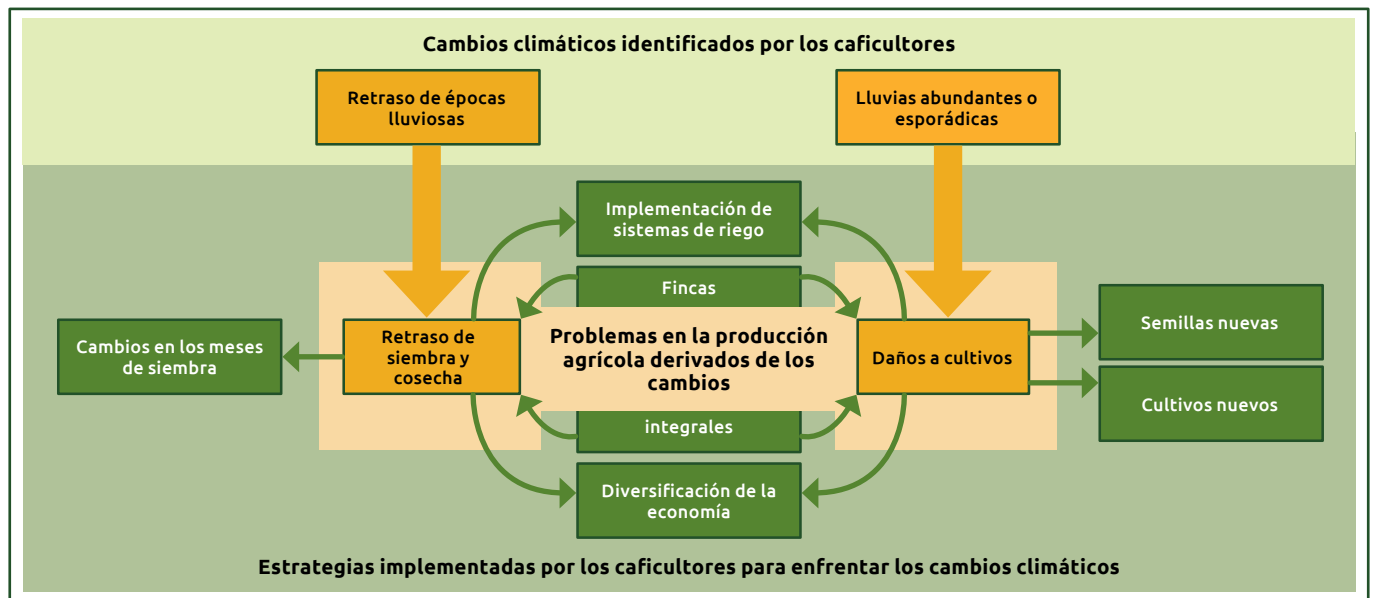 Cambios climáticos identificados por los caficultores
Retraso de épocas
lluviosas
Lluvias abundantes o
esporádicas
Implementación de
sistemas de riego
Fincas
Cambios en los meses
de siembra
Retraso de
siembra y
cosecha
Problemas en la producción
agrícola derivados de los
cambios
Daños a cultivos
Semillas nuevas
Cultivos nuevos
integrales
Diversificación de la
economía
Estrategias implementadas por los caficultores para enfrentar los cambios climáticos